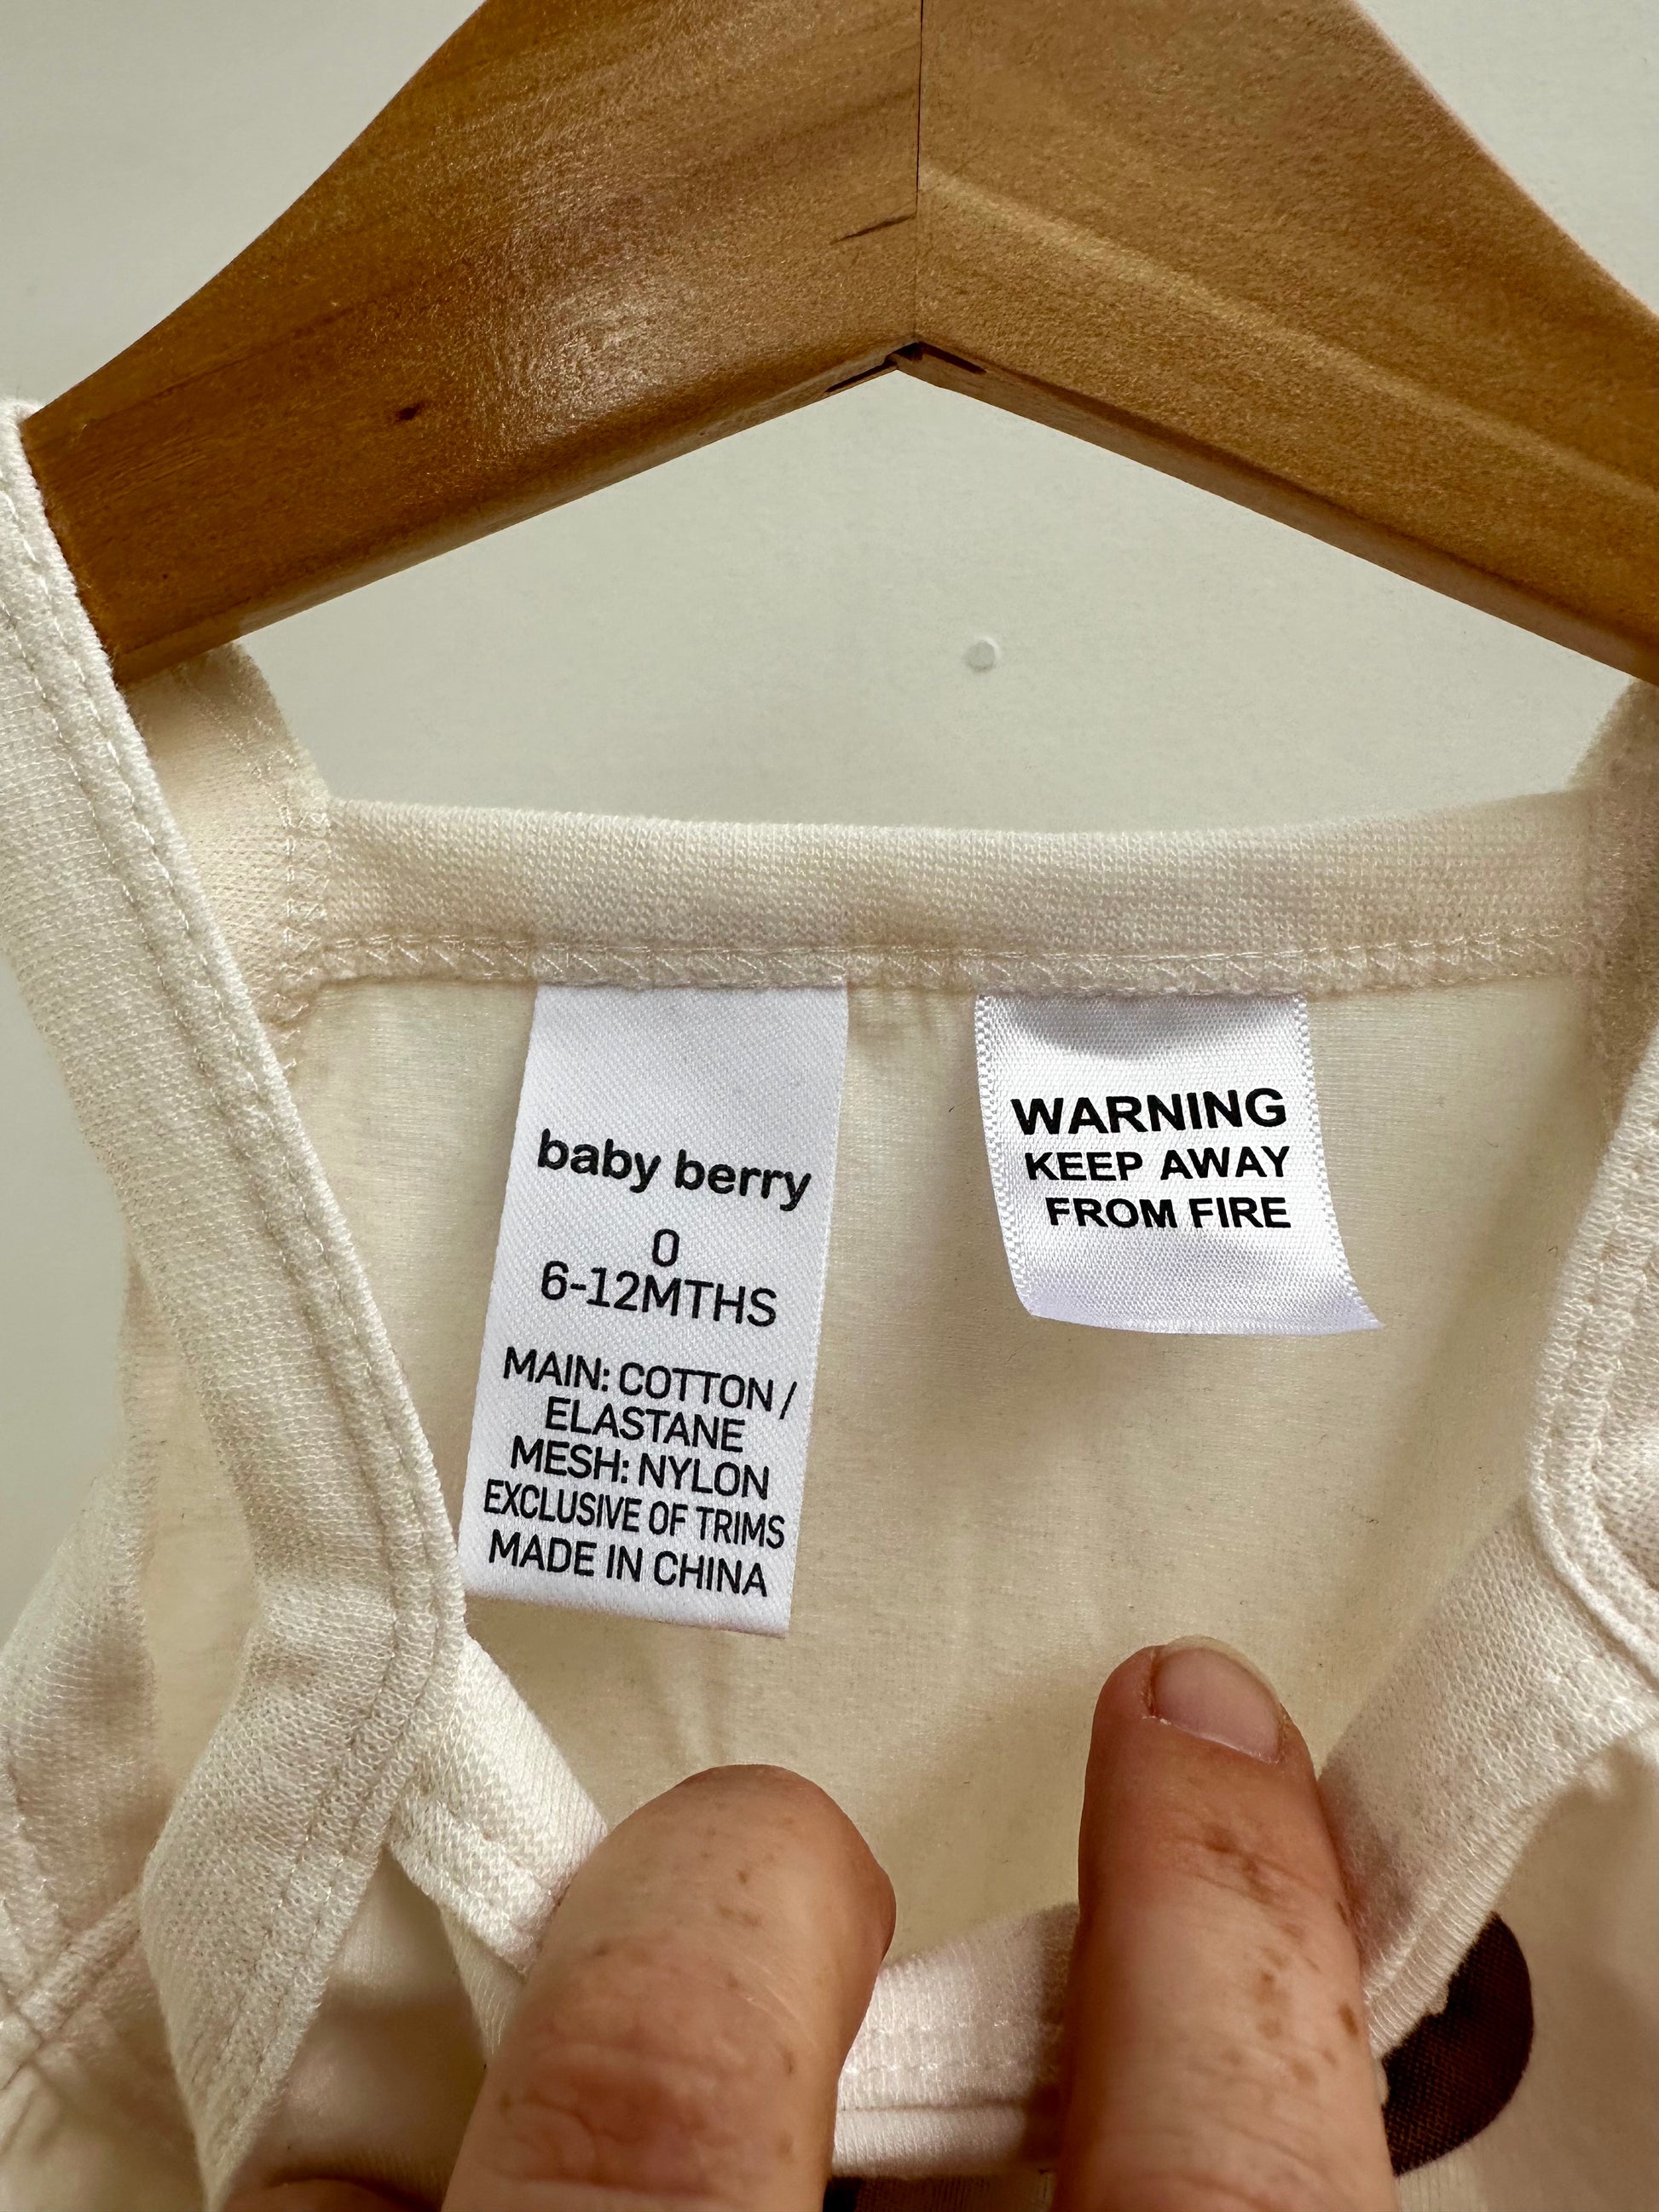 baby berry
0
6-12MTHS
MAIN: COTTON /
ELASTANE
MESH: NYLON
EXCLUSIVE OF TRIMS
MADE IN CHINA
WARNING
KEEP AWAY
FROM FIRE